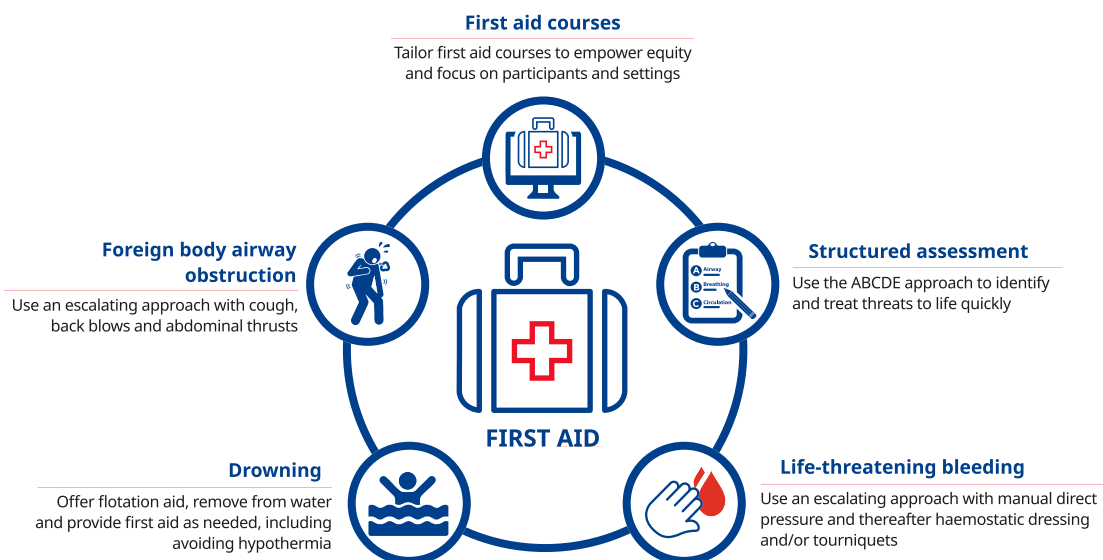 First aid courses
Tailor first aid courses to empower equity
and focus on participants and settings
Foreign body airway
obstruction
Use an escalating approach with cough,
back blows and abdominal thrusts
Structured assessment
Use the ABCDE approach to identify
and treat threats to life quickly
A Airway
B Breathing
C Circulation
FIRST AID
Drowning
Offer flotation aid, remove from water
and provide first aid as needed, including
avoiding hypothermia
Life-threatening bleeding
Use an escalating approach with manual direct
pressure and thereafter haemostatic dressing
and/or tourniquets